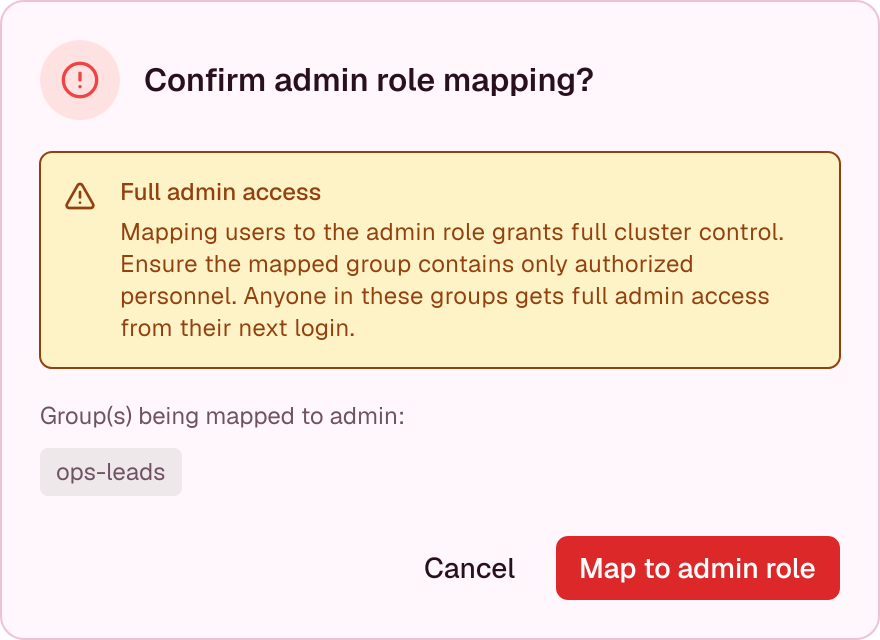 Confirm admin role mapping?
Full admin access
Mapping users to the admin role grants full cluster control.
Ensure the mapped group contains only authorized
personnel. Anyone in these groups gets full admin access
from their next login.
Group(s) being mapped to admin:
ops-leads
Cancel
Map to admin role